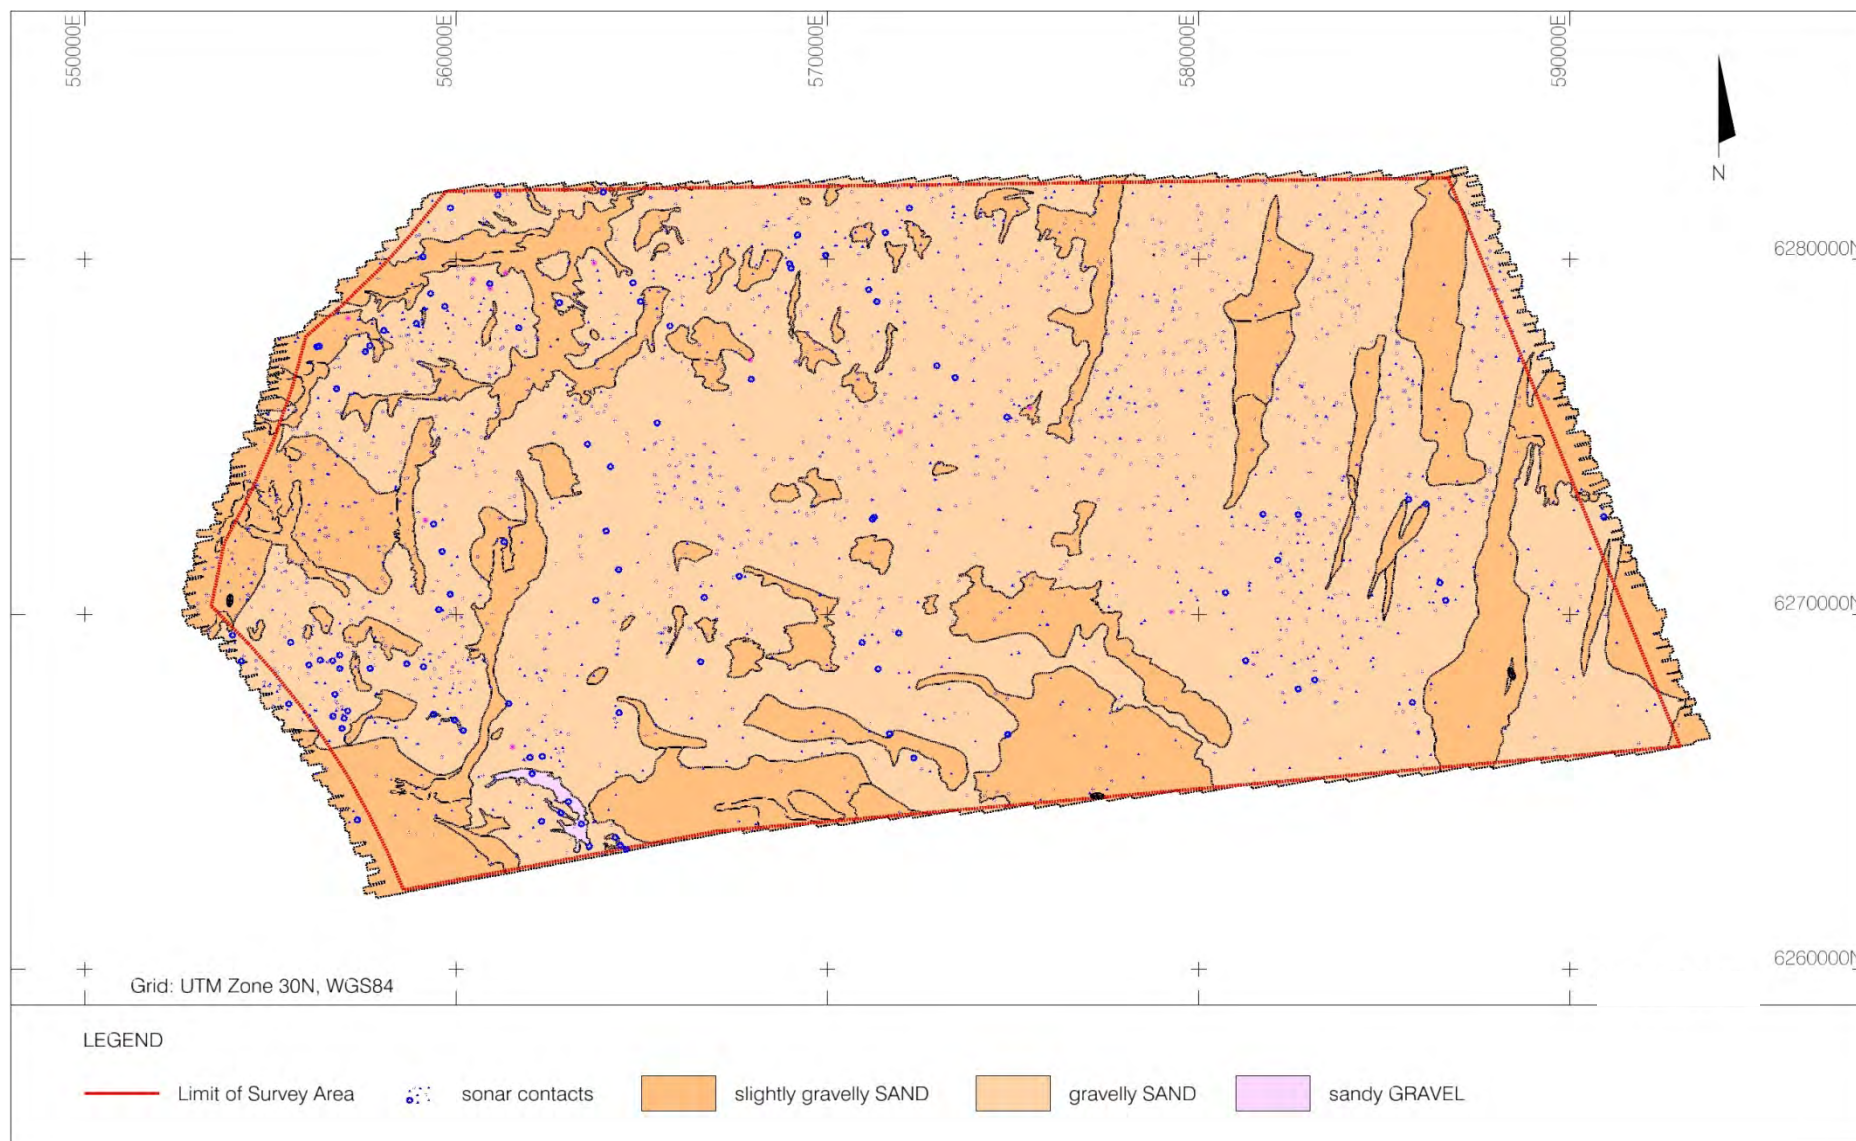 550000E
560000E
570000E
580000E
590000E
N
6280000N
6270000N
6260000N
Grid: UTM Zone 30N, WGS84
LEGEND
Limit of Survey Area
sonar contacts
slightly gravelly SAND
gravelly SAND
sandy GRAVEL